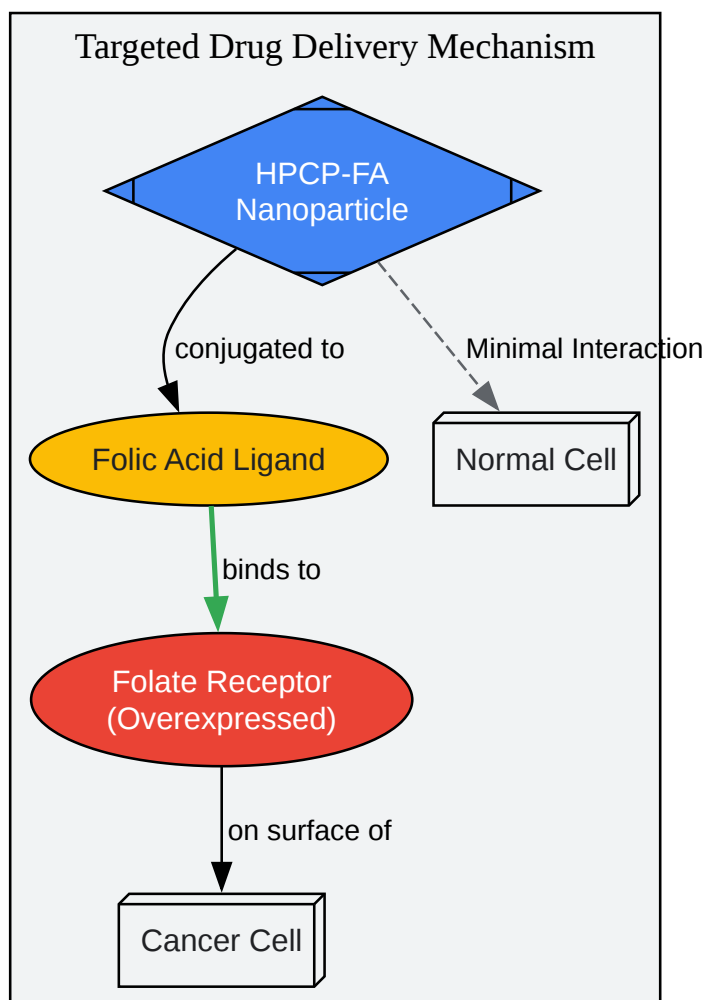 Targeted Drug Delivery Mechanism
HPCP-FA
Nanoparticle
conjugated to
Minimal Interaction
Folic Acid Ligand
Normal Cell
binds to
Folate Receptor
(Overexpressed)
on surface of
Cancer Cell